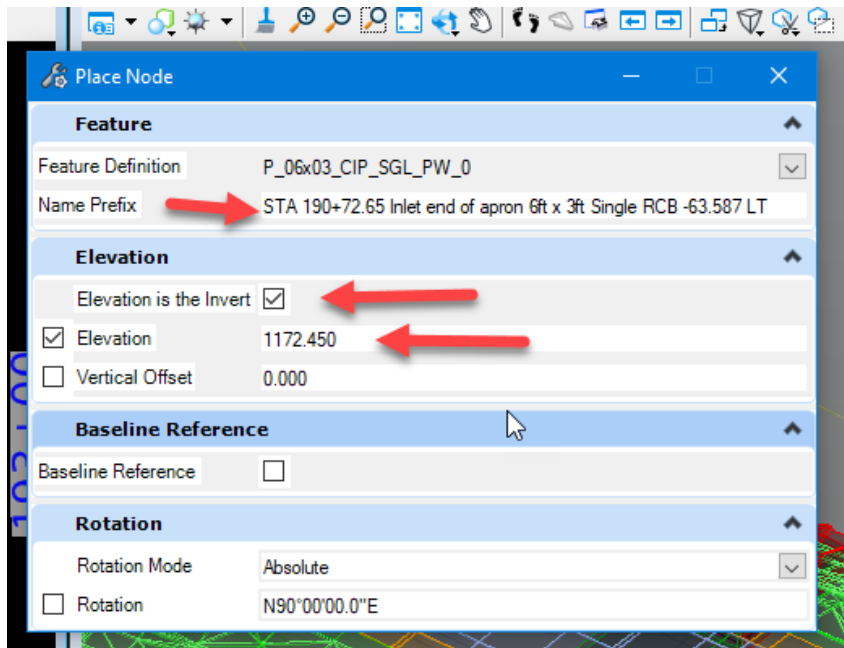 Place Node
Feature
Feature Definition P_06x03_CIP_SGL_PW_0
Name Prefix STA 190+72.65 Inlet end of apron 6ft x 3ft Single RCB -63.587 LT
Elevation
Elevation is the Invert
Elevation 1172.450
Vertical Offset 0.000
Baseline Reference
Baseline Reference
Rotation
Rotation Mode Absolute
Rotation N90°00'00.0"E